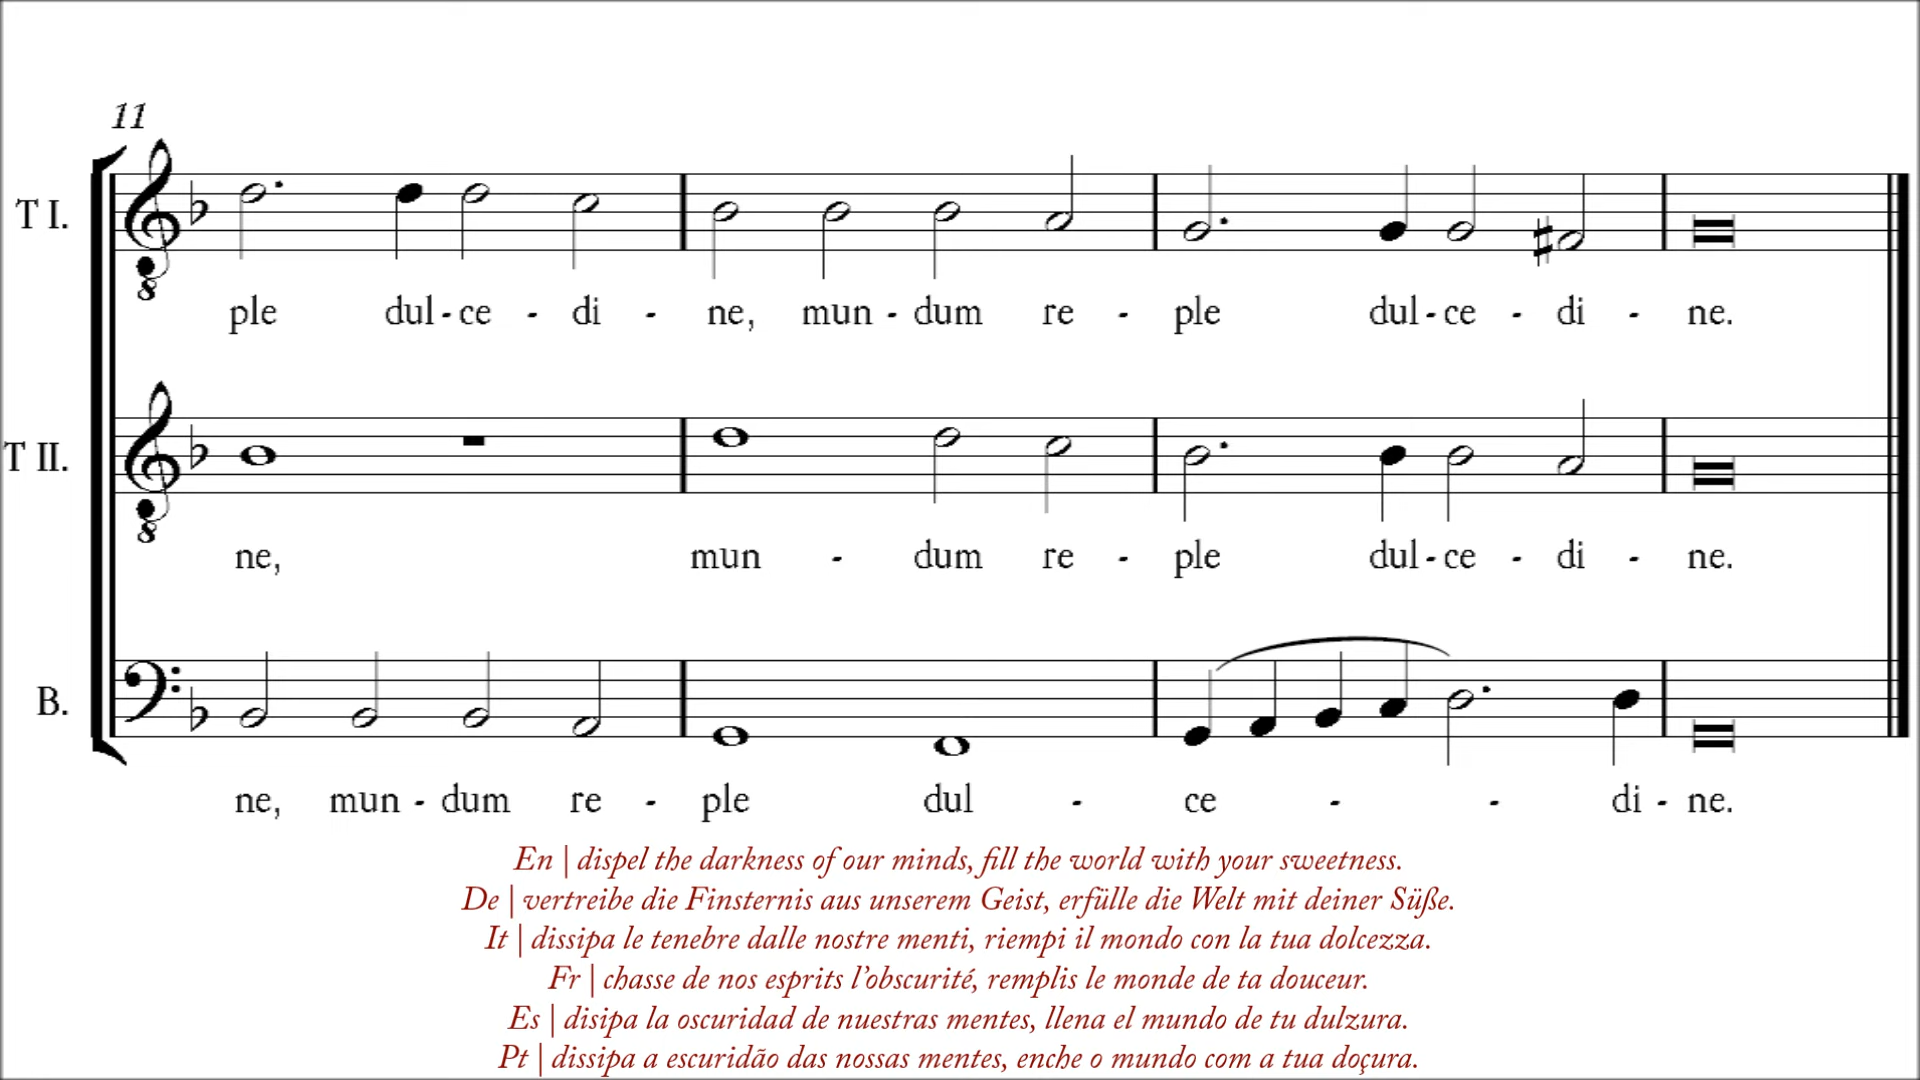 11
T I.
8
ple dul - ce - di - ne, mun - dum re - ple dul - ce - di - ne.
T II.
8
ne, mun - dum re - ple dul - ce - di - ne.
B.
ne, mun - dum re - ple dul - ce - - di - ne.
En | dispel the darkness of our minds, fill the world with your sweetness.
De | vertreibe die Finsternis aus unserem Geist, erfülle die Welt mit deiner Süße.
It | dissipa le tenebre dalle nostre menti, riempi il mondo con la tua dolcezza.
Fr | chasse de nos esprits l’obscurité, remplis le monde de ta douceur.
Es | disipa la oscuridad de nuestras mentes, llena el mundo de tu dulzura.
Pt | dissipa a escuridão das nossas mentes, enche o mundo com a tua doçura.